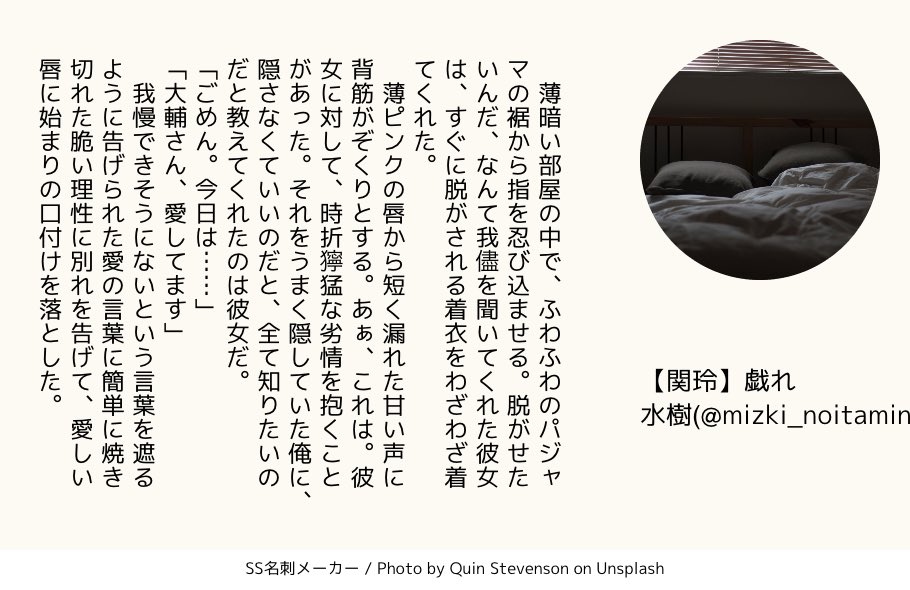 薄暗い部屋の中で、ふわふわのパジャ
マの裾から指を忍び込ませる。脱がせた
いんだ、なんて我儘を聞いてくれた彼女
は、すぐに脱がされる着衣をわざわざ着
てくれた。
薄ピンクの唇から短く漏れた甘い声に
背筋がぞくりとする。あぁ、これは。彼
女に対して、時折獰猛な劣情を抱くこと
があった。それをうまく隠していた俺に、
隠さなくていいのだと、全て知りたいの
だと教えてくれたのは彼女だ。
「ごめん。今日は……」
「大輔さん、愛してます」
我慢できそうにないという言葉を遮る
ように告げられた愛の言葉に簡単に焼き
切れた脆い理性に別れを告げて、愛しい
唇に始まりの口付けを落とした。
【関玲】戯れ
水樹(@mizki_noitamin
SS名刺メーカー / Photo by Quin Stevenson on Unsplash